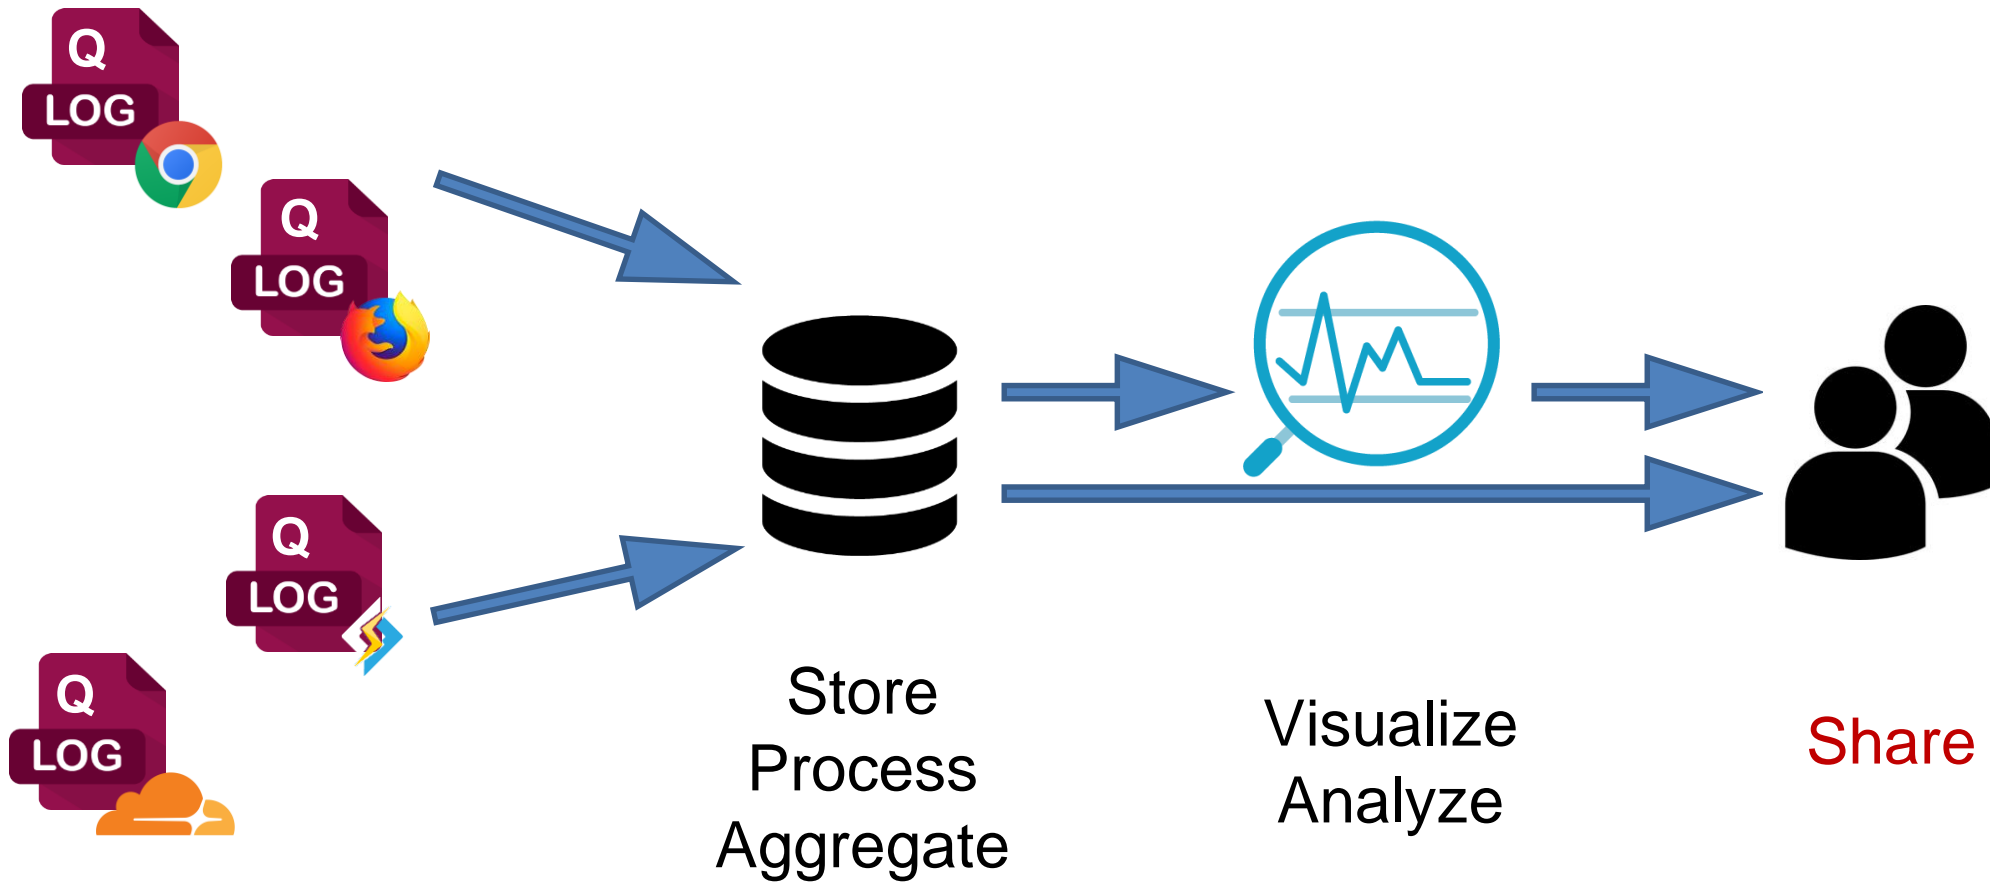 Q
LOG
Q
LOG
Q
LOG
Q
LOG
Store
Process
Aggregate
Visualize
Analyze
Share